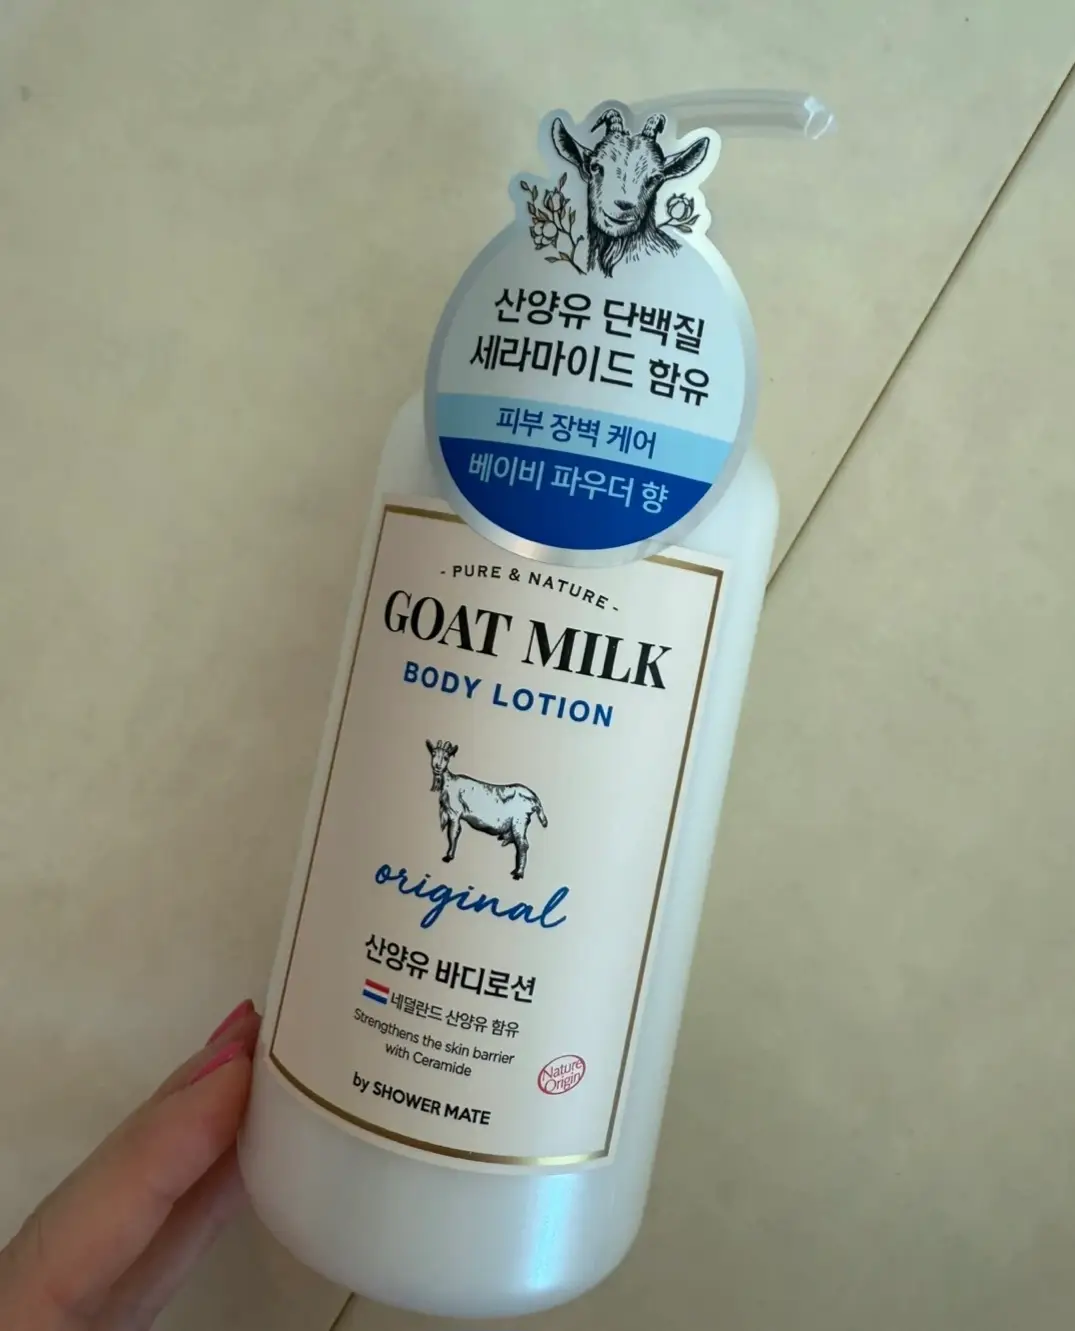 산양유 단백질
세라마이드 함유
피부 장벽 케어
베이비 파우더 향
- PURE & NATURE -
GOAT MILK
BODY LOTION
original
산양유 바디로션
네덜란드 산양유 함유
Strengthens the skin barrier
with Ceramide
Nature
Origin
by SHOWER MATE